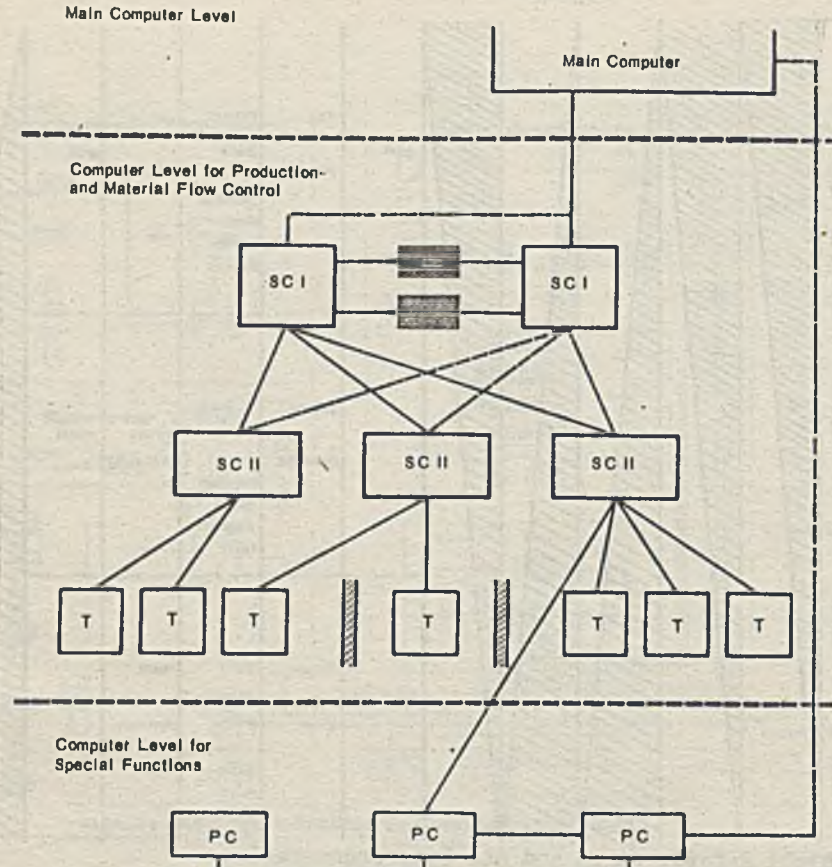 Main Computer Level
Main Computer
Computer Level for Production-
and Material Flow Control
SC I
SC I
SC II
SC II
SC II
T
T
T
T
T
T
T
Computer Level for
Special Functions
PC
PC
PC